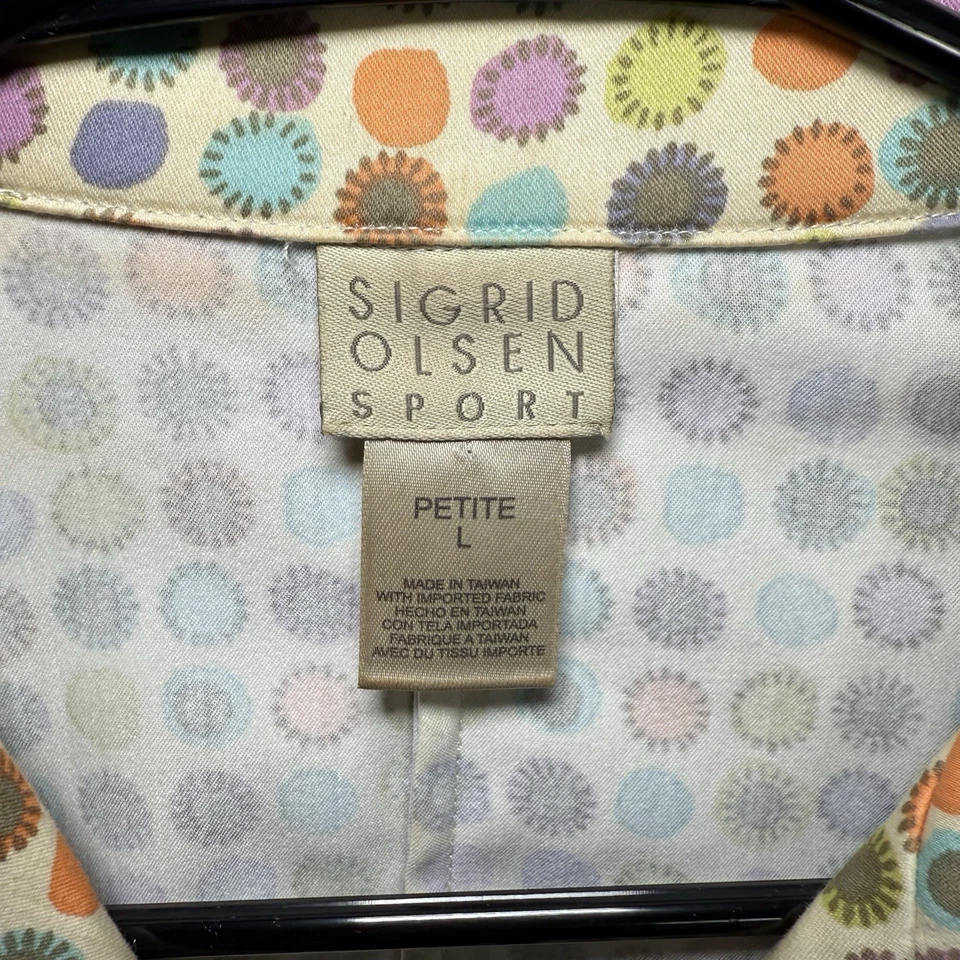 SIGRID
OLSEN
SPORT
PETITE
L
MADE IN TAIWAN
WITH IMPORTED FABRIC
HECHO EN TAIWAN
CON TELA IMPORTADA
FABRIQUE A TAIWAN
AVEC DU TISSU IMPORTE